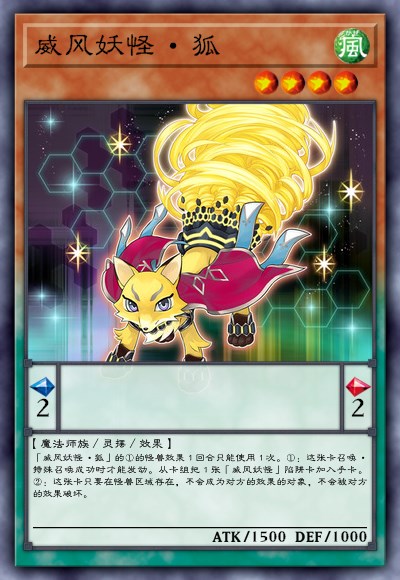 威风妖怪・狐
風
2
2
【魔法师族／灵摆／效果】
「威风妖怪・狐」的①的怪兽效果1回合只能使用1次。①：这张卡召唤・
特殊召唤成功时才能发动。从卡组把1张「威风妖怪」陷阱卡加入手卡。
②：这张卡只要在怪兽区域存在，不会成为对方的效果的对象，不会被对方
的效果破坏。
ATK/1500 DEF/1000